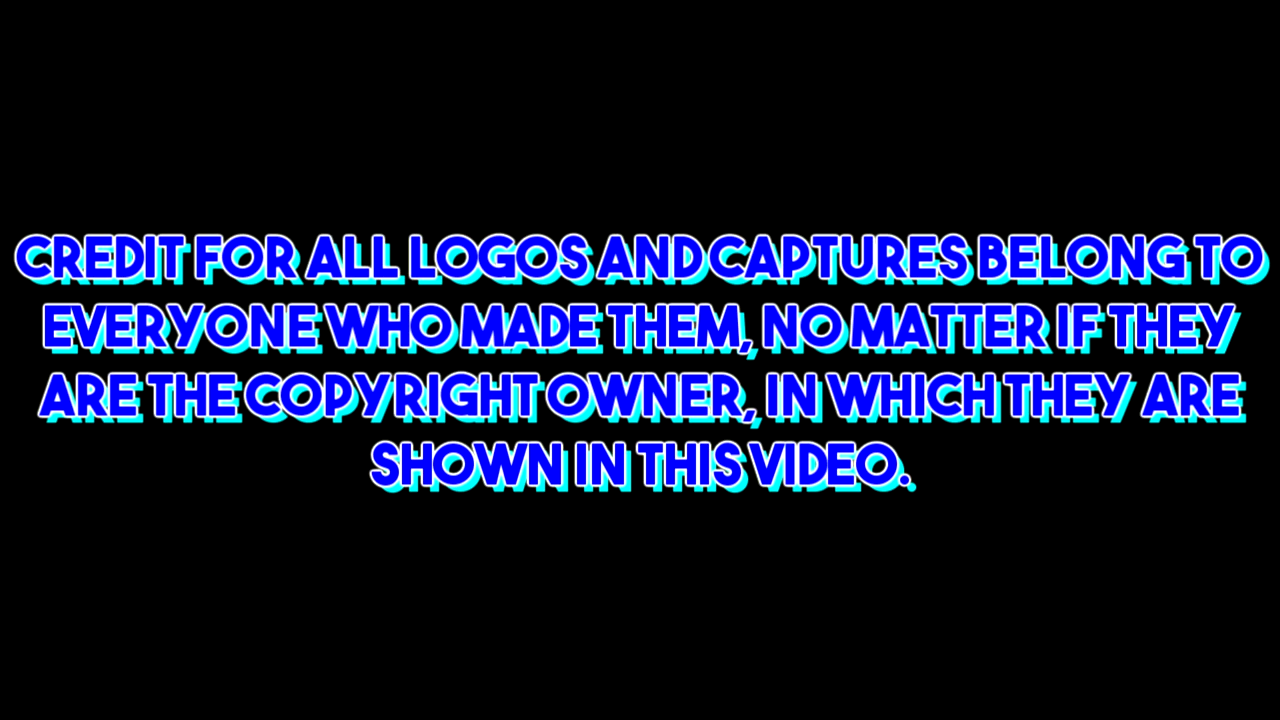 CREDIT FOR ALL LOGOS AND CAPTURES BELONG TO
EVERYONE WHO MADE THEM, NO MATTER IF THEY
ARE THE COPYRIGHT OWNER, IN WHICH THEY ARE
SHOWN IN THIS VIDEO.